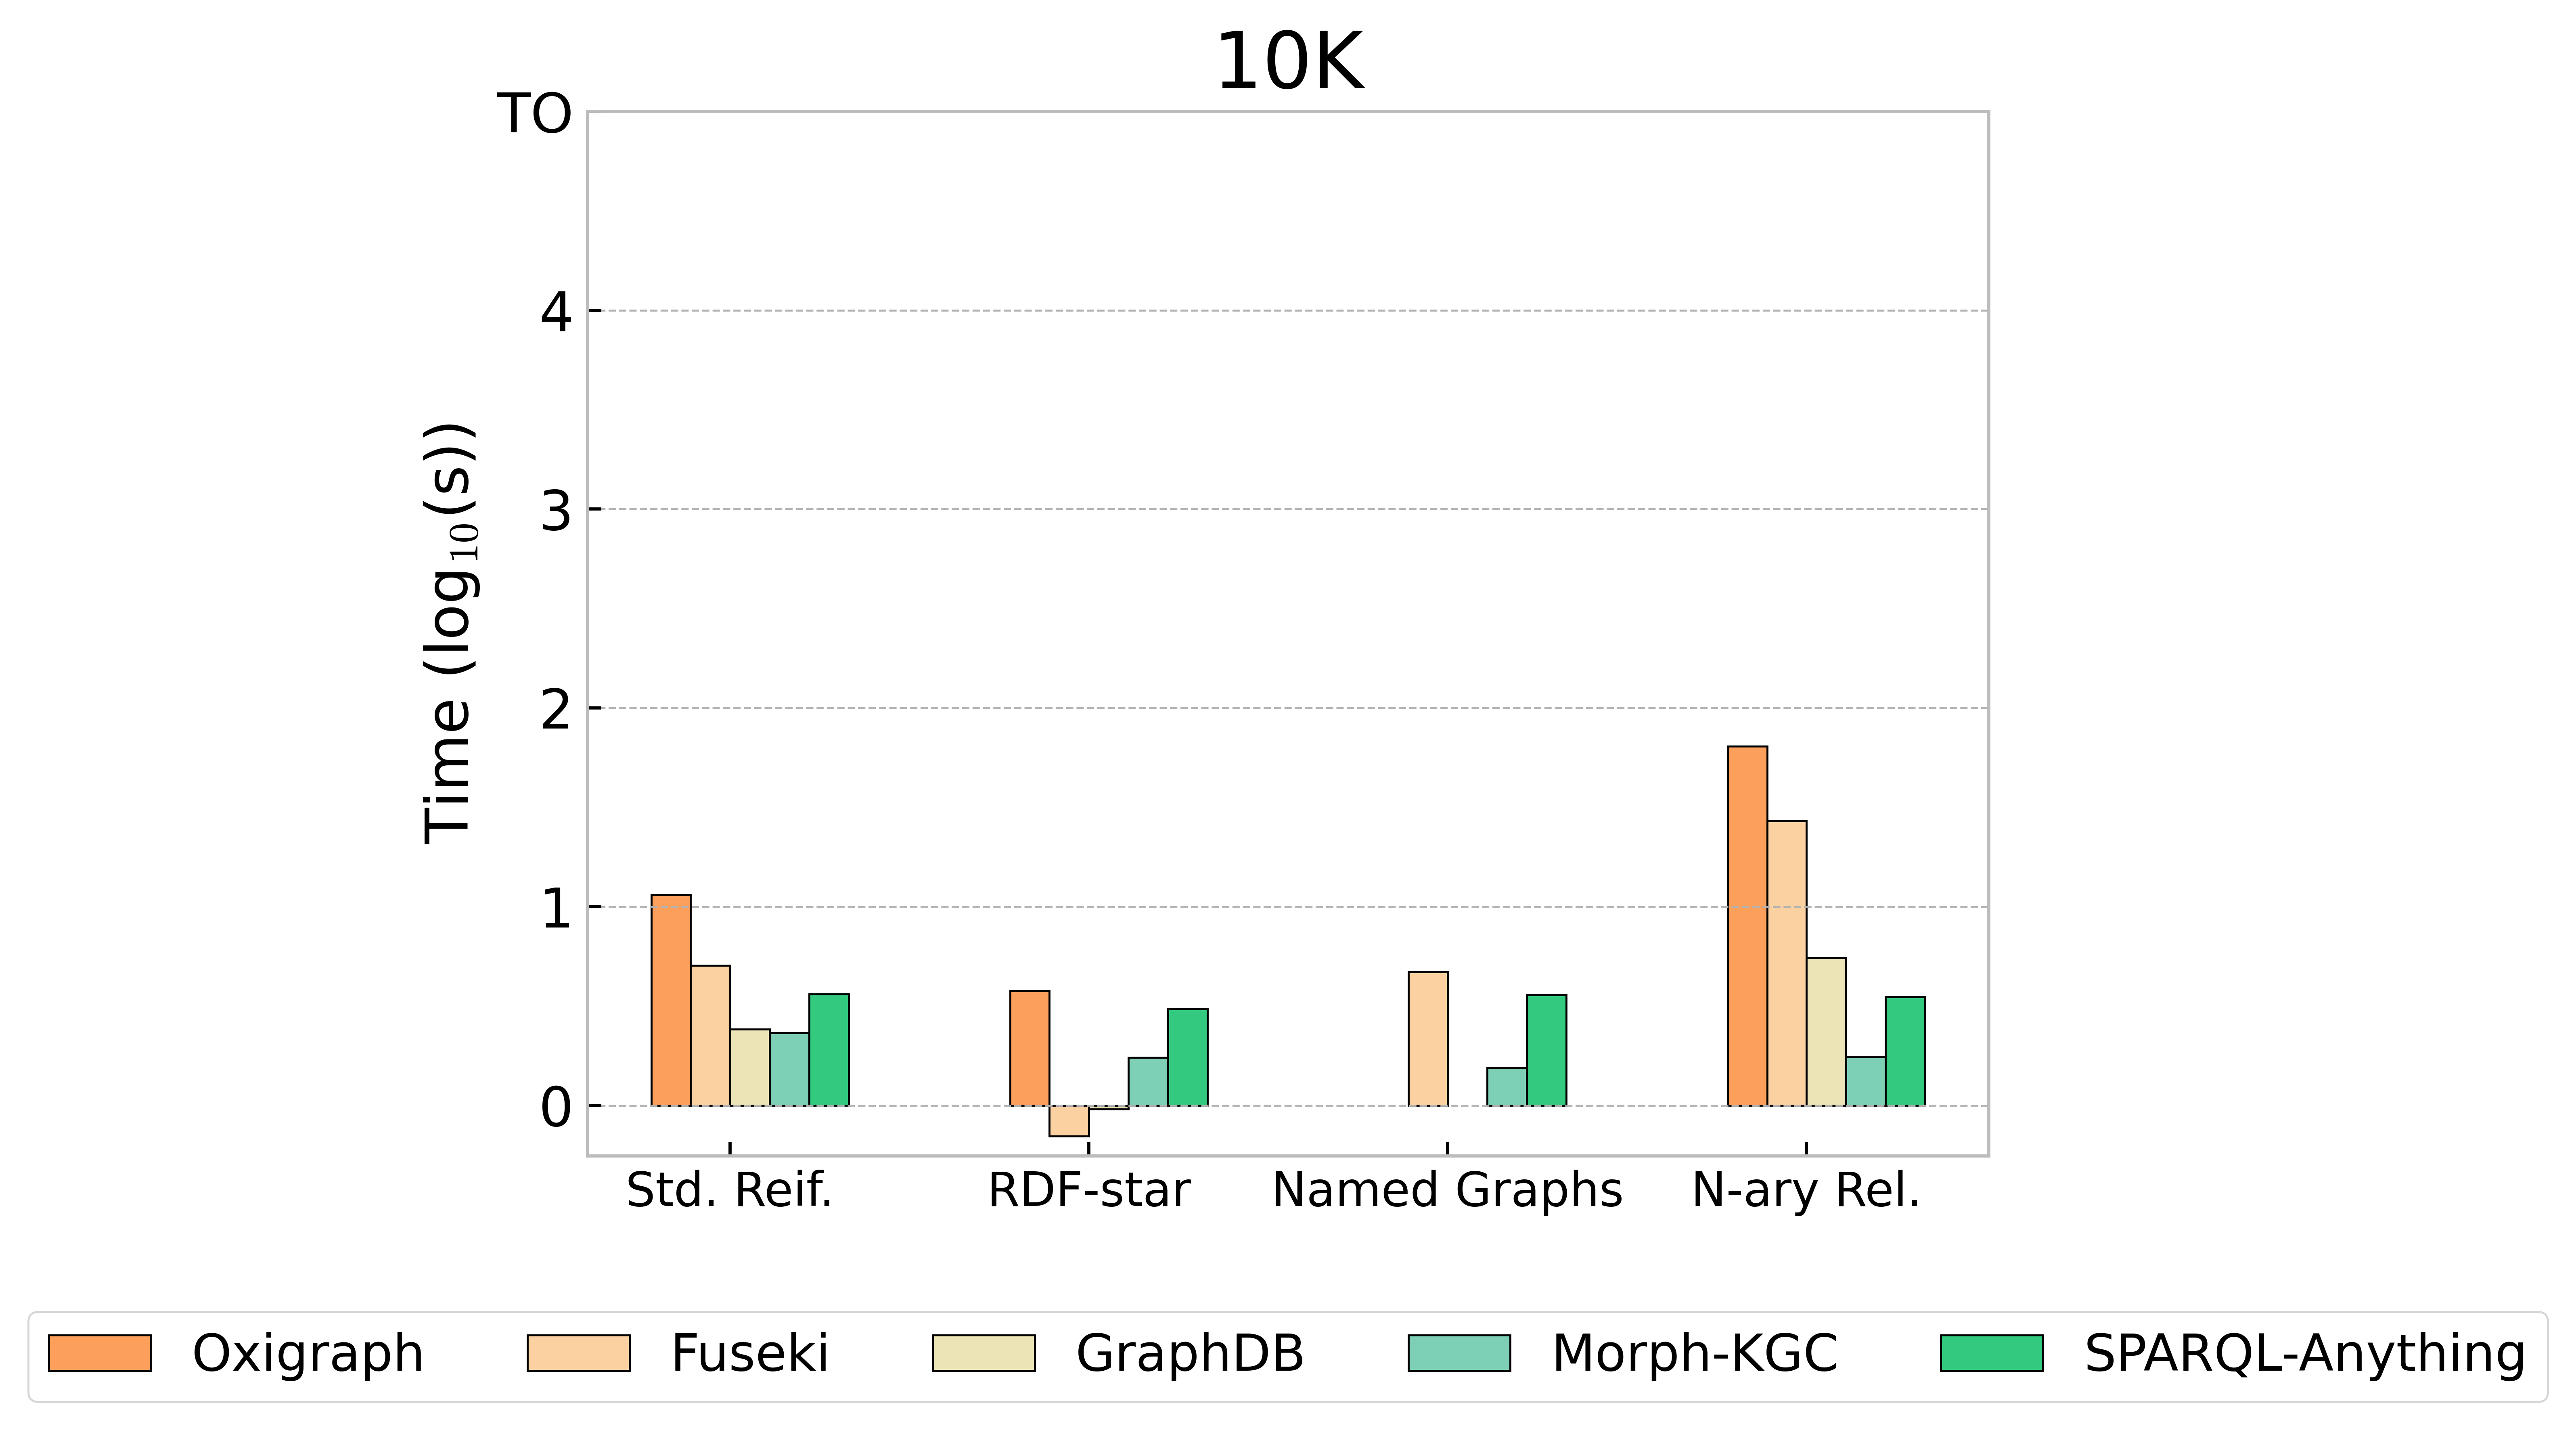 10K
TO
4
3
2
1
0
Time (log10(s))
Std. Reif. RDF-star Named Graphs N-ary Rel.
Oxigraph Fuseki GraphDB Morph-KGC SPARQL-Anything